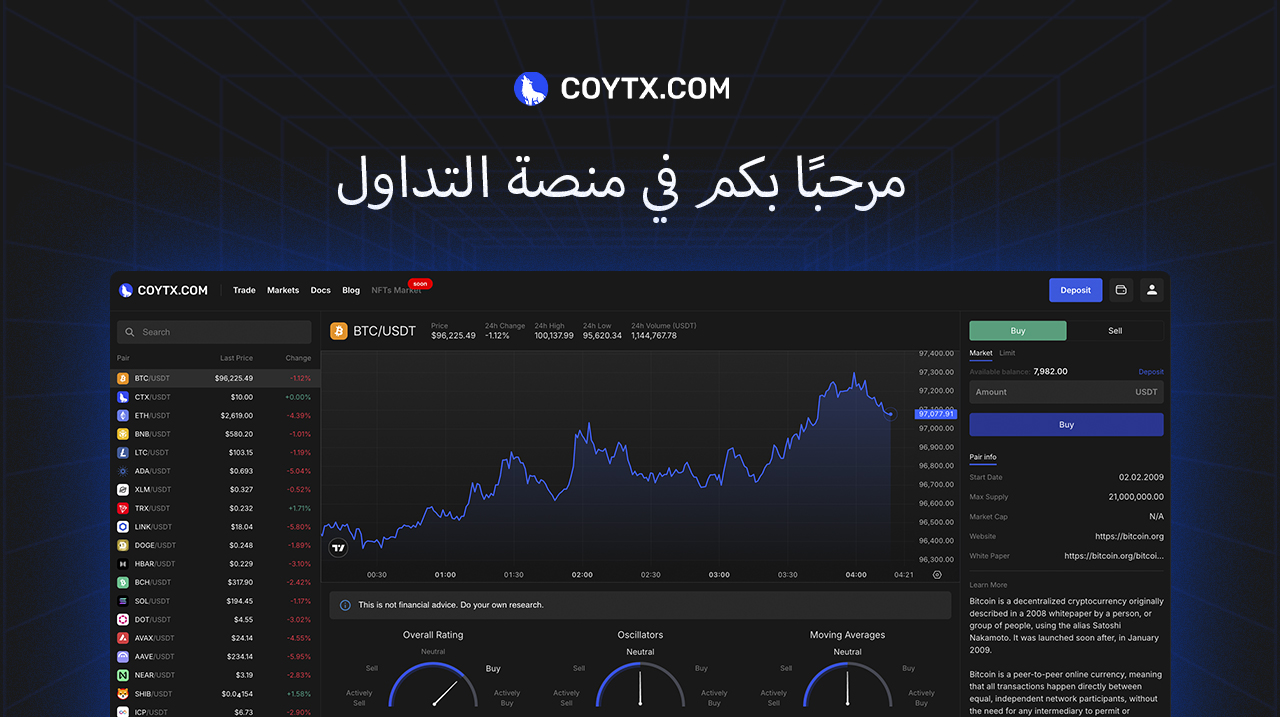 COYTX.COM
مرحبًا بكم في منصة التداول
COYTX.COM Trade Markets Docs Blog NFTs Market soon Deposit
Search
Pair Last Price Change
BTC/USDT $96,225.49 -1.12%
CTX/USDT $10.00 +0.00%
ETH/USDT $2,619.00 -4.39%
BNB/USDT $580.20 -1.01%
LTC/USDT $103.15 -1.19%
ADA/USDT $0.693 -5.04%
XLM/USDT $0.327 -0.52%
TRX/USDT $0.232 +1.71%
LINK/USDT $18.04 -5.80%
DOGE/USDT $0.248 -1.89%
HBAR/USDT $0.229 -3.10%
BCH/USDT $317.90 -2.42%
SOL/USDT $194.45 -1.17%
DOT/USDT $4.55 -3.02%
AVAX/USDT $24.14 -4.55%
AAVE/USDT $234.14 -5.95%
NEAR/USDT $3.19 -2.83%
SHIB/USDT $0.0₄154 +1.58%
ICP/USDT $6.73 -2.90%
BTC/USDT
Price 24h Change 24h High 24h Low 24h Volume (USDT)
$96,225.49 -1.12% 100,137.99 95,620.34 1,144,767.78
97,400.00
97,300.00
97,200.00
97,100.00
97,077.91
97,000.00
96,900.00
96,800.00
96,700.00
96,600.00
96,500.00
96,400.00
96,300.00
00:30 01:00 01:30 02:00 02:30 03:00 03:30 04:00 04:21
This is not financial advice. Do your own research.
Overall Rating
Neutral
Sell Buy
Actively Sell
Actively Buy
Oscillators
Neutral
Sell Buy
Actively Sell
Actively Buy
Moving Averages
Neutral
Sell Buy
Actively Sell
Actively Buy
Buy Sell
Market Limit
Available balance: 7,982.00 Deposit
Amount USDT
Buy
Pair info
Start Date 02.02.2009
Max Supply 21,000,000.00
Market Cap N/A
Website https://bitcoin.org
White Paper https://bitcoin.org/bitcoi...
Learn More
Bitcoin is a decentralized cryptocurrency originally
described in a 2008 whitepaper by a person, or
group of people, using the alias Satoshi
Nakamoto. It was launched soon after, in January
2009.
Bitcoin is a peer-to-peer online currency, meaning
that all transactions happen directly between
equal, independent network participants, without
the need for any intermediary to permit or